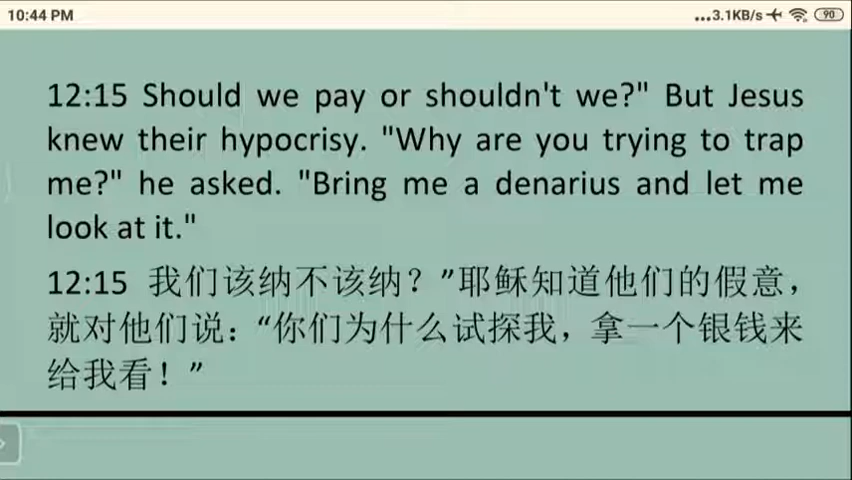 10:44 PM ...3.1KB/s 90
12:15 Should we pay or shouldn't we?" But Jesus
knew their hypocrisy. "Why are you trying to trap
me?" he asked. "Bring me a denarius and let me
look at it."
12:15 我们该纳不该纳？”耶稣知道他们的假意，
就对他们说：“你们为什么试探我，拿一个银钱来
给我看！”